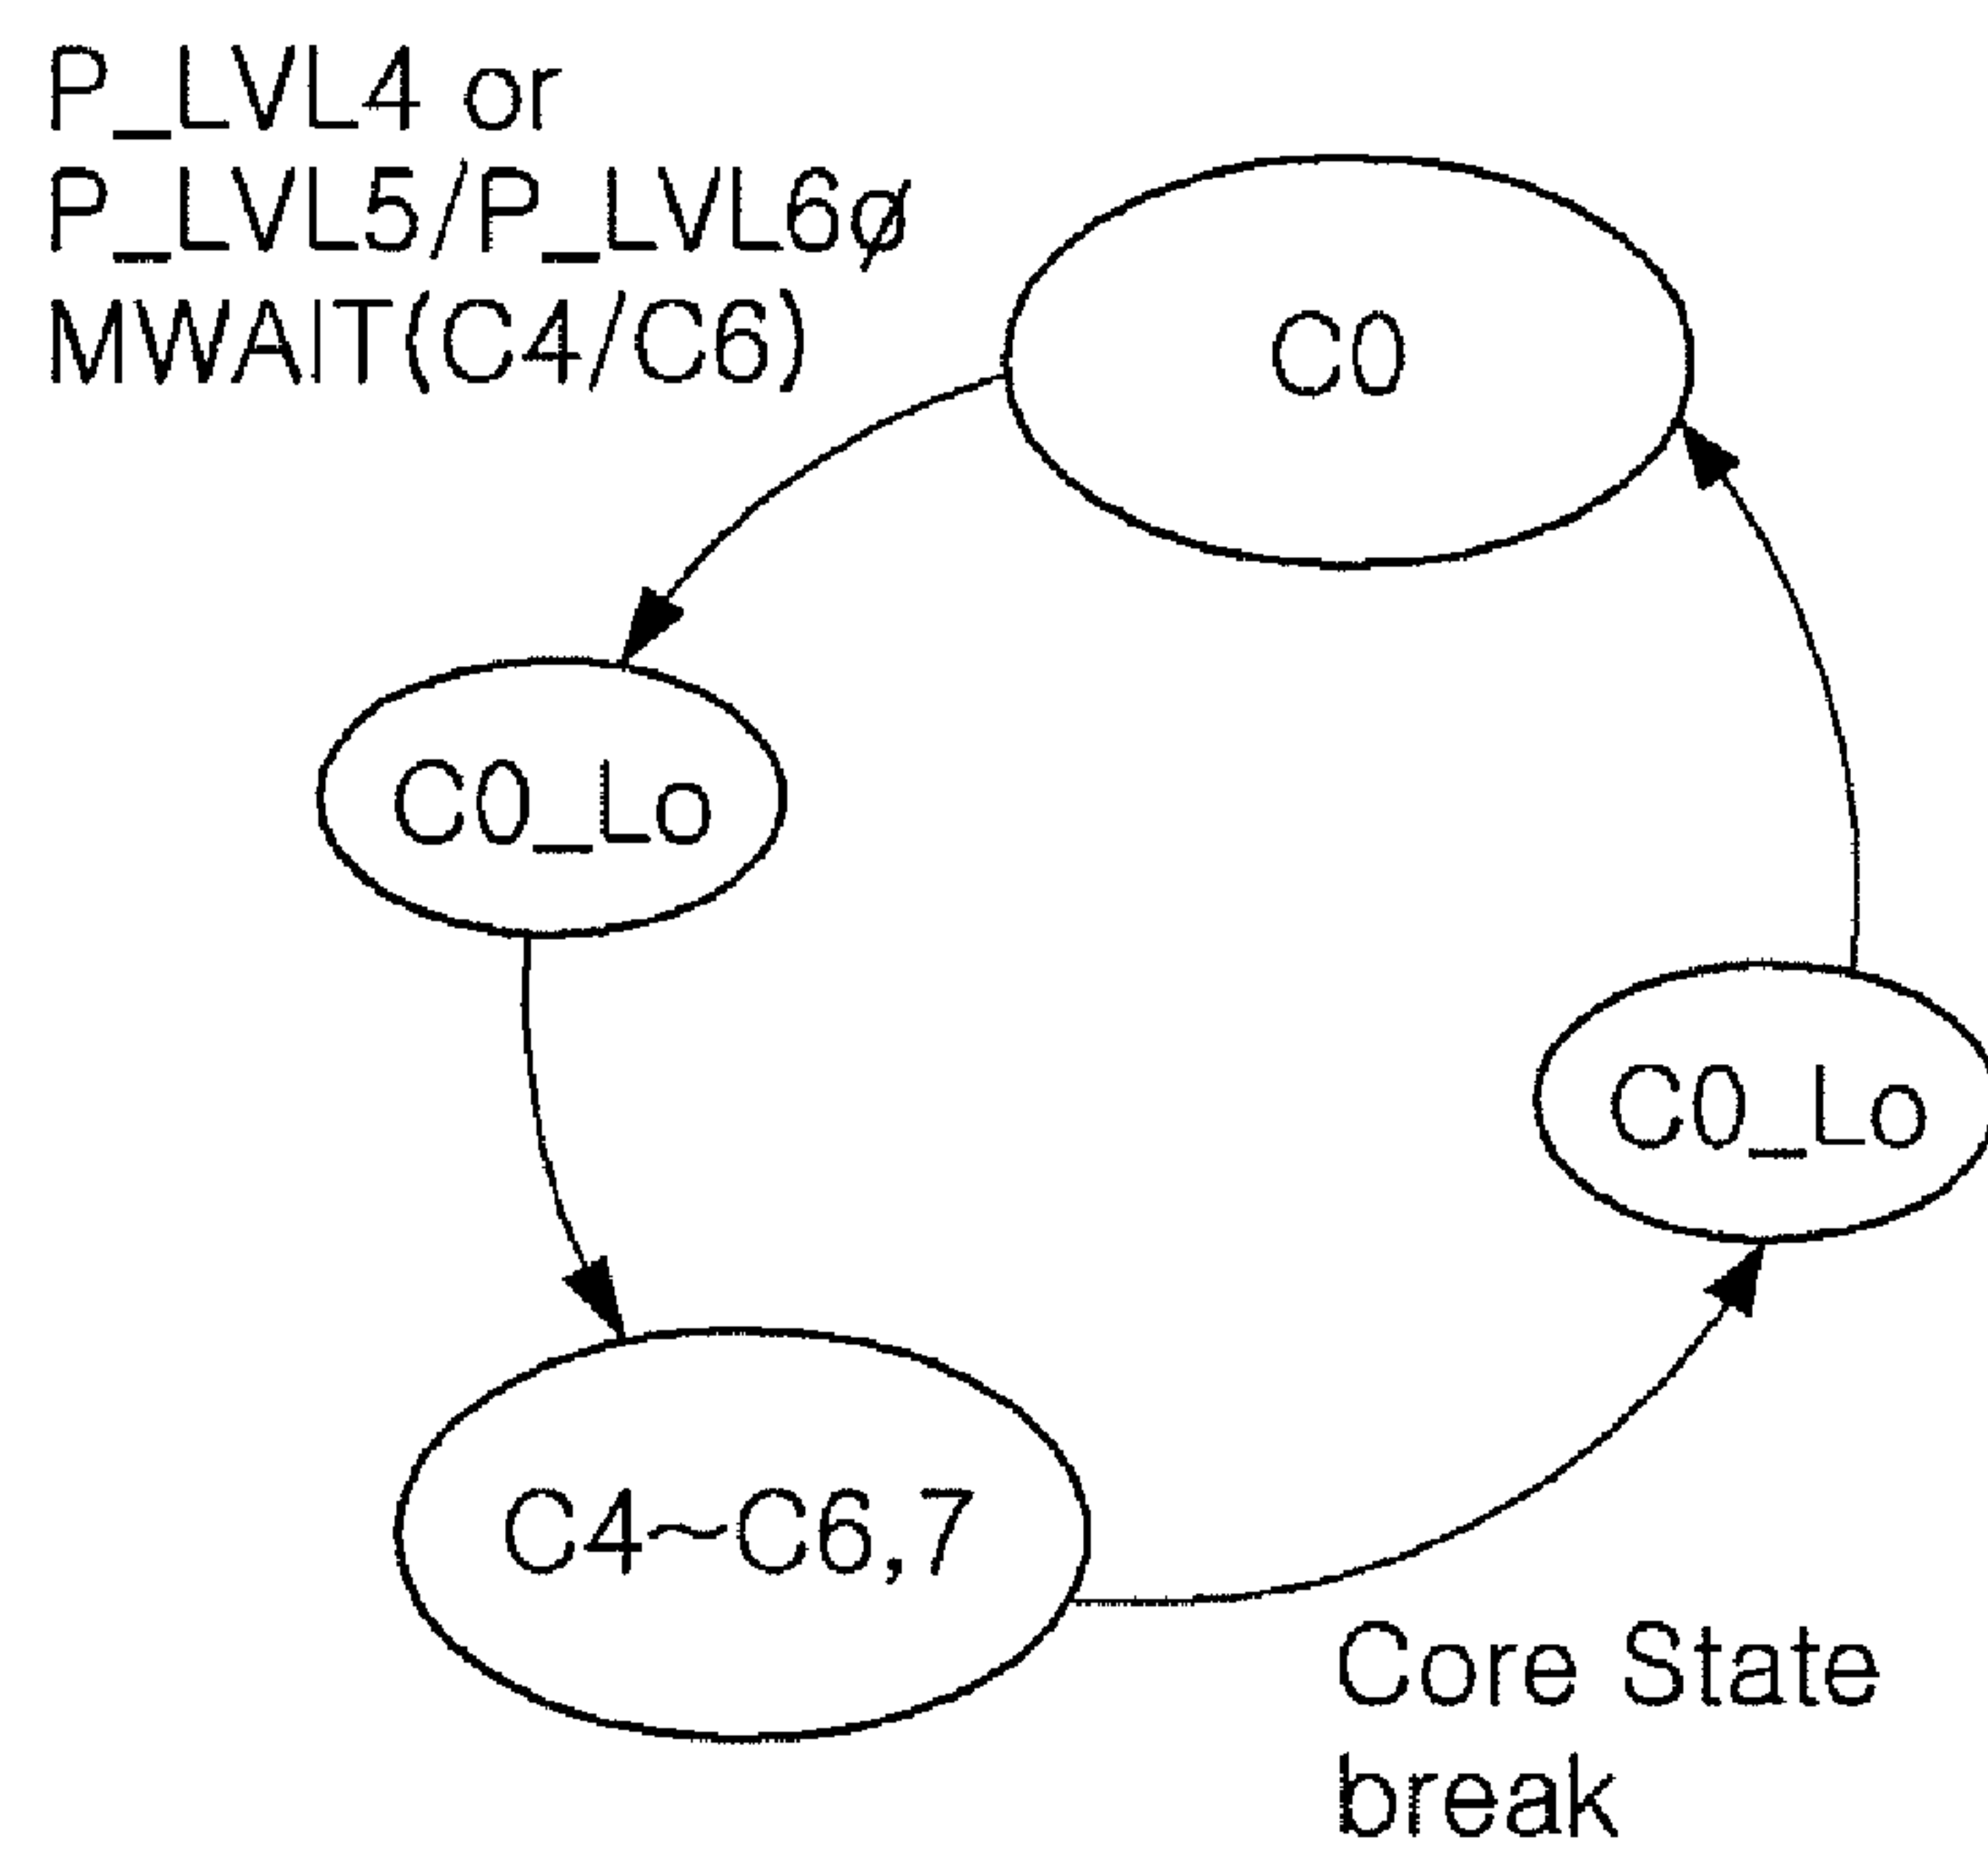 P_LVL4 or
P_LVL5/P_LVL6ø
MWAIT(C4/C6)
C0
C0_Lo
C0_Lo
C4~C6,7
Core State
break